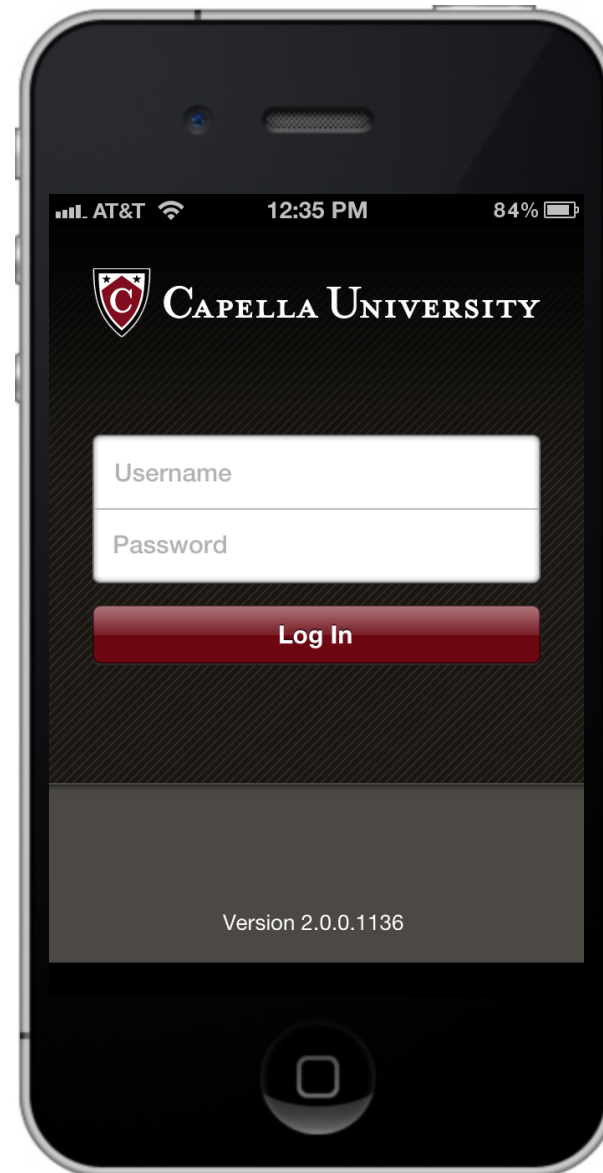 AT&T 12:35 PM 84%
C CAPELLA UNIVERSITY
Username
Password
Log In
Version 2.0.0.1136